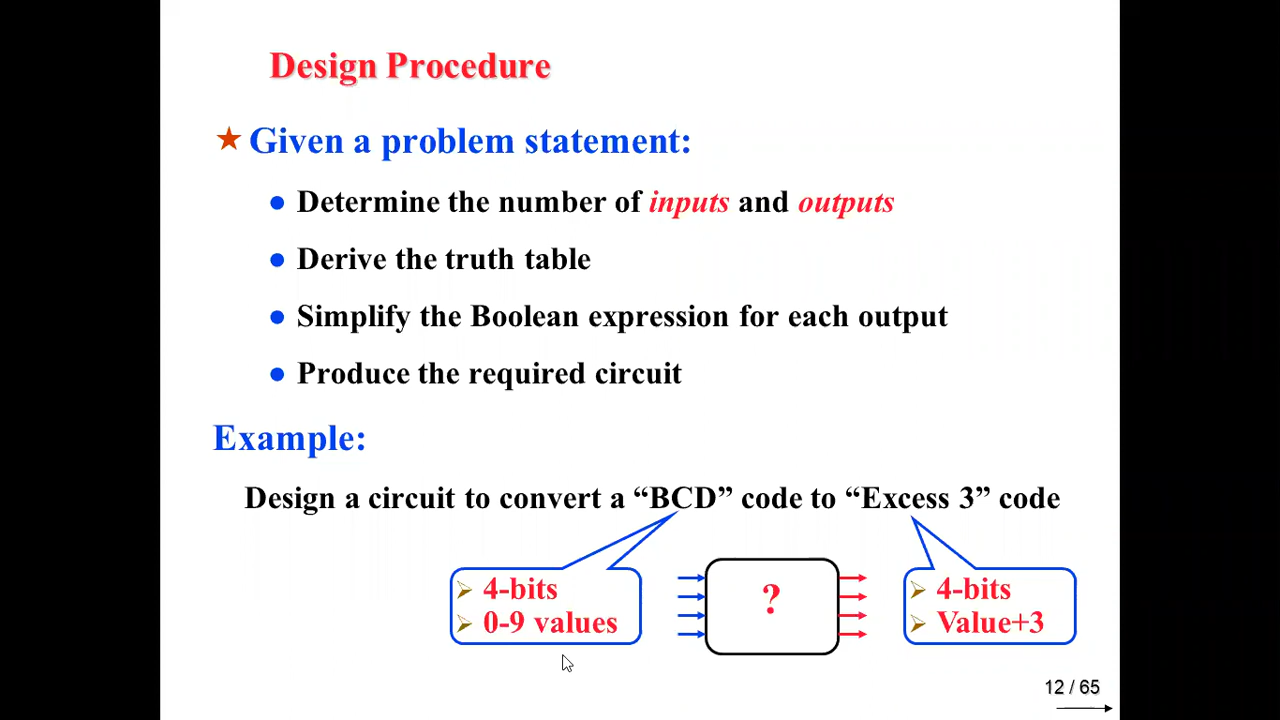 Design Procedure
Given a problem statement:
Determine the number of inputs and outputs
Derive the truth table
Simplify the Boolean expression for each output
Produce the required circuit
Example:
Design a circuit to convert a “BCD” code to “Excess 3” code
4-bits
0-9 values
?
4-bits
Value+3
12 / 65